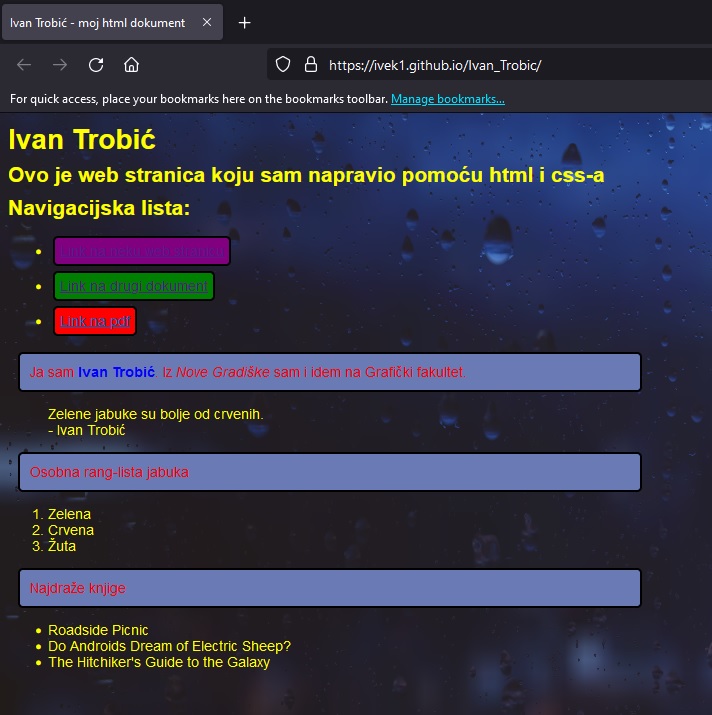 Ivan Trobić - moj html dokument
https://ivek1.github.io/Ivan_Trobic/
For quick access, place your bookmarks here on the bookmarks toolbar. Manage bookmarks...
Ivan Trobić
Ovo je web stranica koju sam napravio pomoću html i css-a
Navigacijska lista:
Link na neku web stranicu
Link na drugi dokument
Link na pdf
Ja sam Ivan Trobić. Iz Nove Gradiške sam i idem na Grafički fakultet.
Zelene jabuke su bolje od crvenih.
- Ivan Trobić
Osobna rang-lista jabuka
1. Zelena
2. Crvena
3. Žuta
Najdraže knjige
Roadside Picnic
Do Androids Dream of Electric Sheep?
The Hitchiker's Guide to the Galaxy